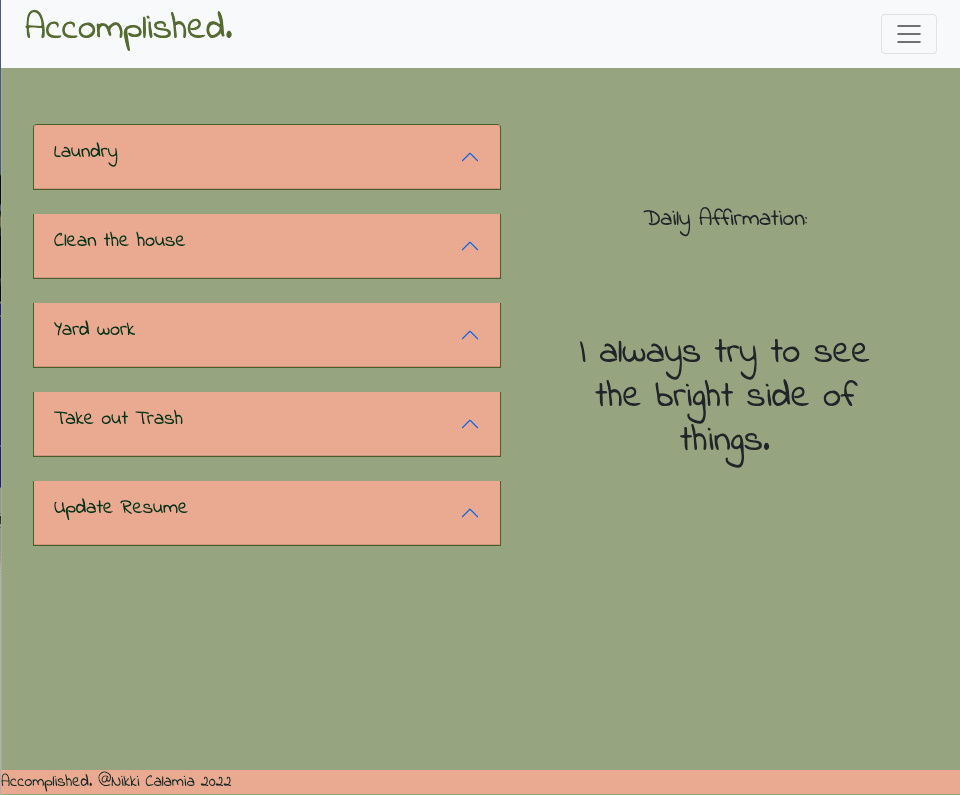 Accomplished.
Laundry
Clean the house
Yard work
Take out Trash
Update Resume
Daily Affirmation:
I always try to see
the bright side of
things.
Accomplished. @Nikki Calamia 2022